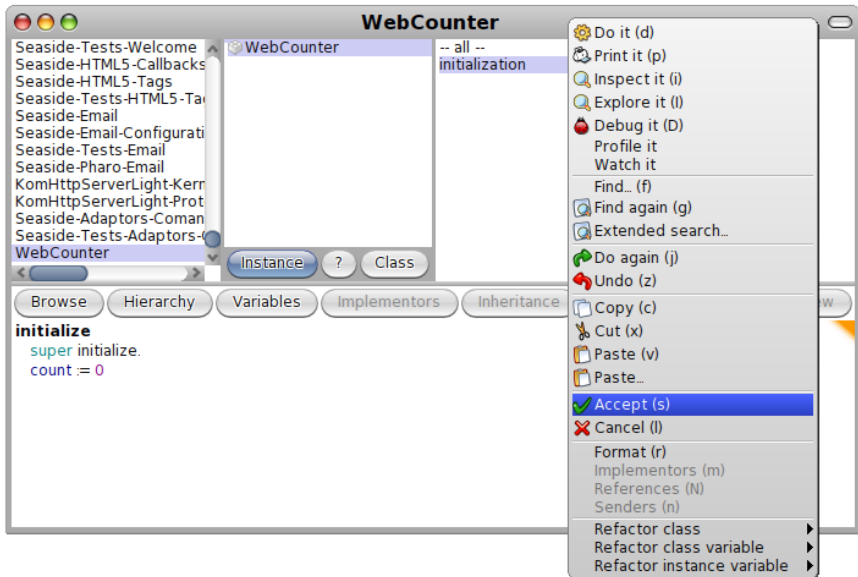 WebCounter
Seaside-Tests-Welcome
Seaside-HTML5-Callbacks
Seaside-HTML5-Tags
Seaside-Tests-HTML5-Ta
Seaside-Email
Seaside-Email-Configurati
Seaside-Tests-Email
Seaside-Pharo-Email
KomHttpServerLight-Kern
KomHttpServerLight-Prot
Seaside-Adaptors-Coman
Seaside-Tests-Adaptors-
WebCounter
WebCounter
Instance ? Class
-- all --
initialization
Browse Hierarchy Variables Implementors Inheritance ew
initialize
super initialize.
count := 0
Do it (d)
Print it (p)
Inspect it (i)
Explore it (I)
Debug it (D)
Profile it
Watch it
Find... (f)
Find again (g)
Extended search...
Do again (j)
Undo (z)
Copy (c)
Cut (x)
Paste (v)
Paste...
Accept (s)
Cancel (l)
Format (r)
Implementors (m)
References (N)
Senders (n)
Refactor class
Refactor class variable
Refactor instance variable